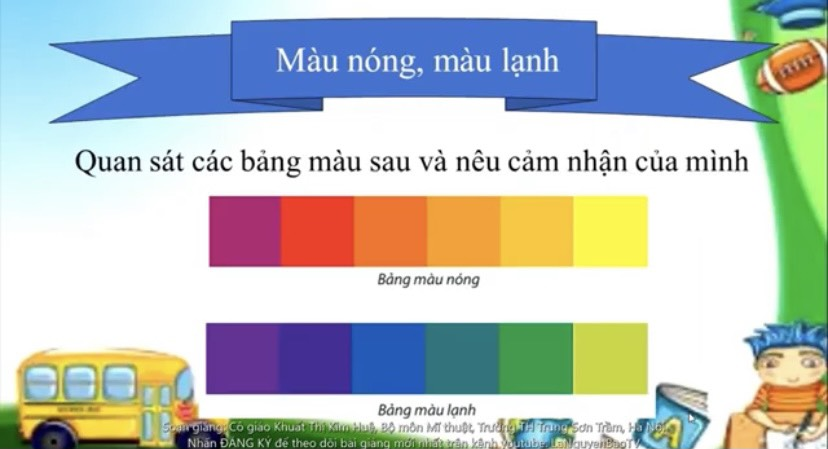 Màu nóng, màu lạnh
Quan sát các bảng màu sau và nêu cảm nhận của mình
Bảng màu nóng
Bảng màu lạnh
Soạn giảng: Cô giáo Khuất Thị Kim Huệ, Bộ môn Mĩ thuật, Trường TH Trung Sơn Trầm, Hà Nội.
Nhấn ĐĂNG KÝ để theo dõi bài giảng mới nhất trên kênh youtube: LeNguyenBaoTV
SCHOOL BUS
A